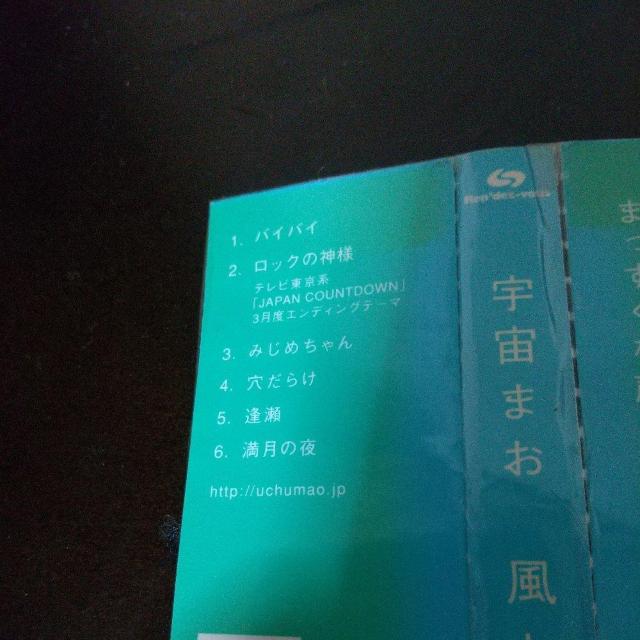 1. バイバイ
2. ロックの神様
テレビ東京系
「JAPAN COUNTDOWN」
3月度エンディングテーマ
3. みじめちゃん
4. 穴だらけ
5. 逢瀬
6. 満月の夜
http://uchumao.jp
宇宙まお 風